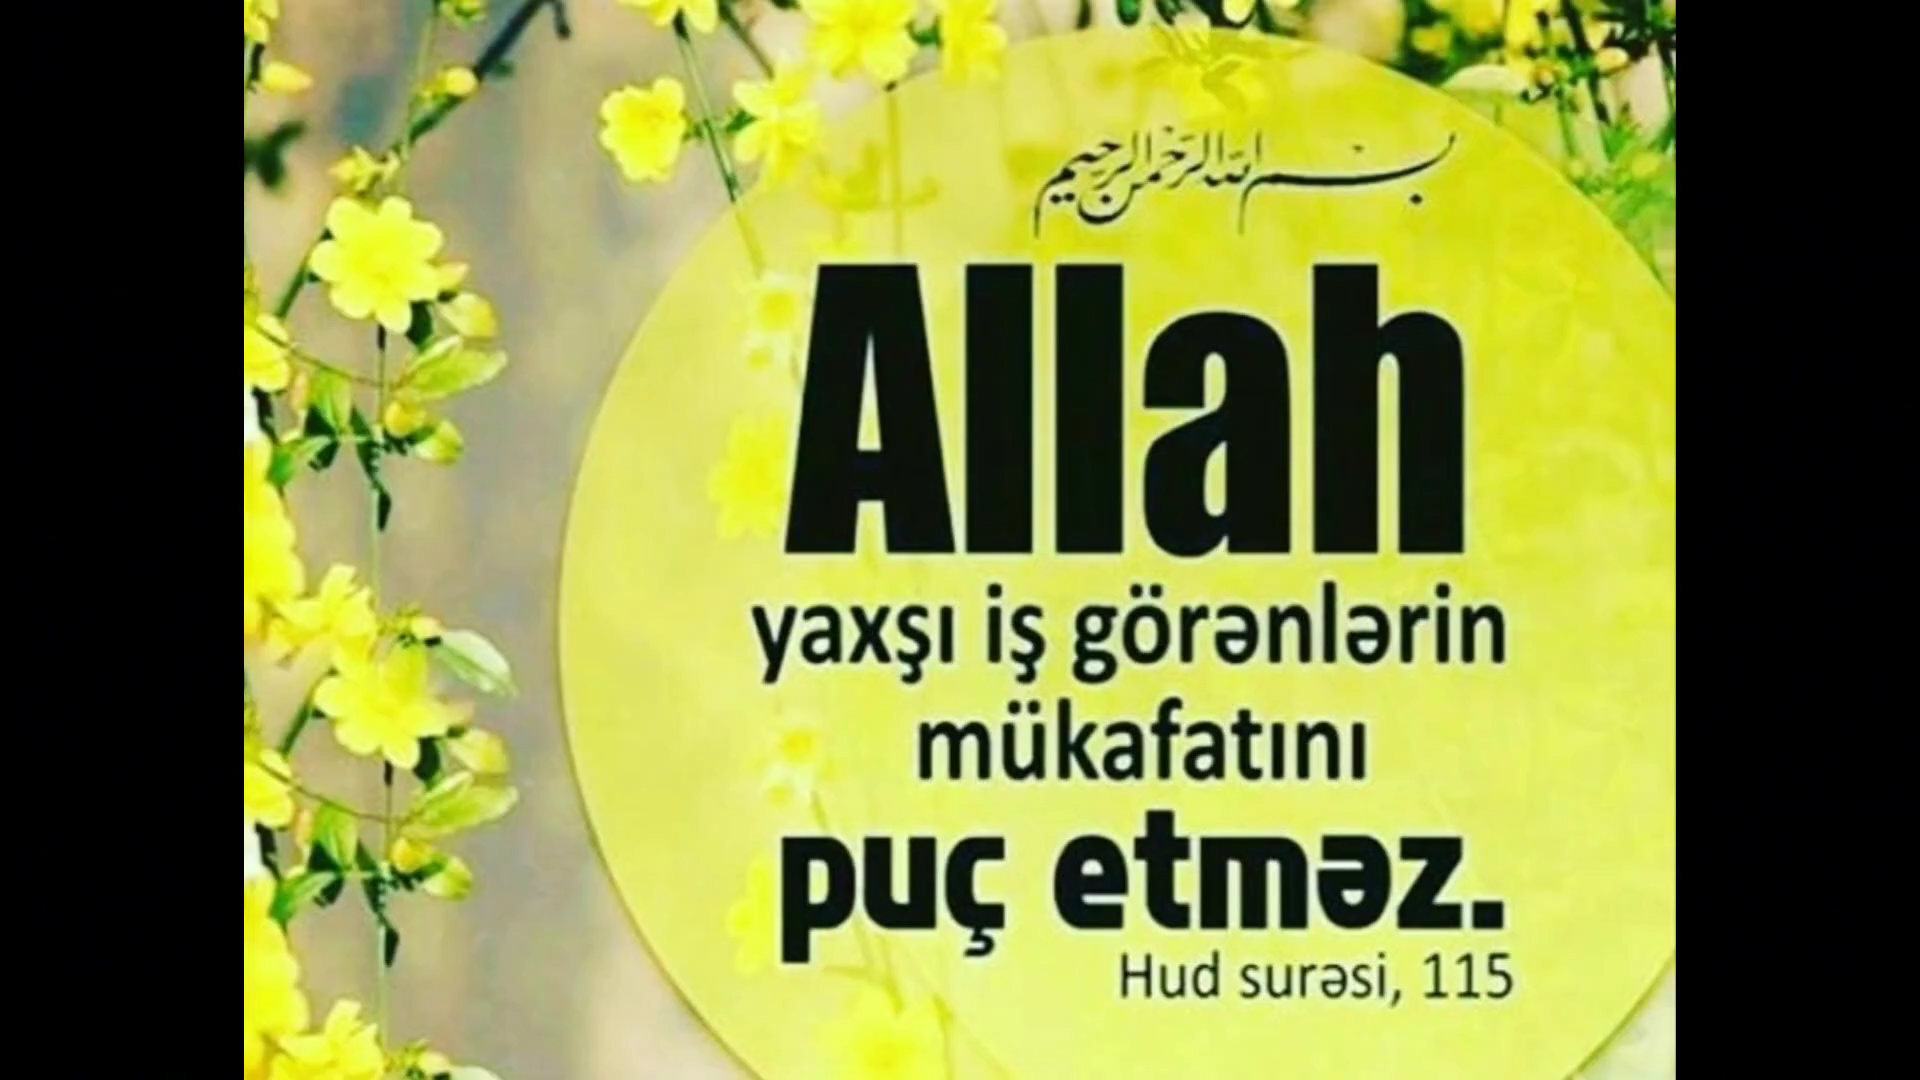 بسم الله الرحمن الرحيم
Allah
yaxşı iş görənlərin
mükafatını
puç etməz.
Hud surəsi, 115